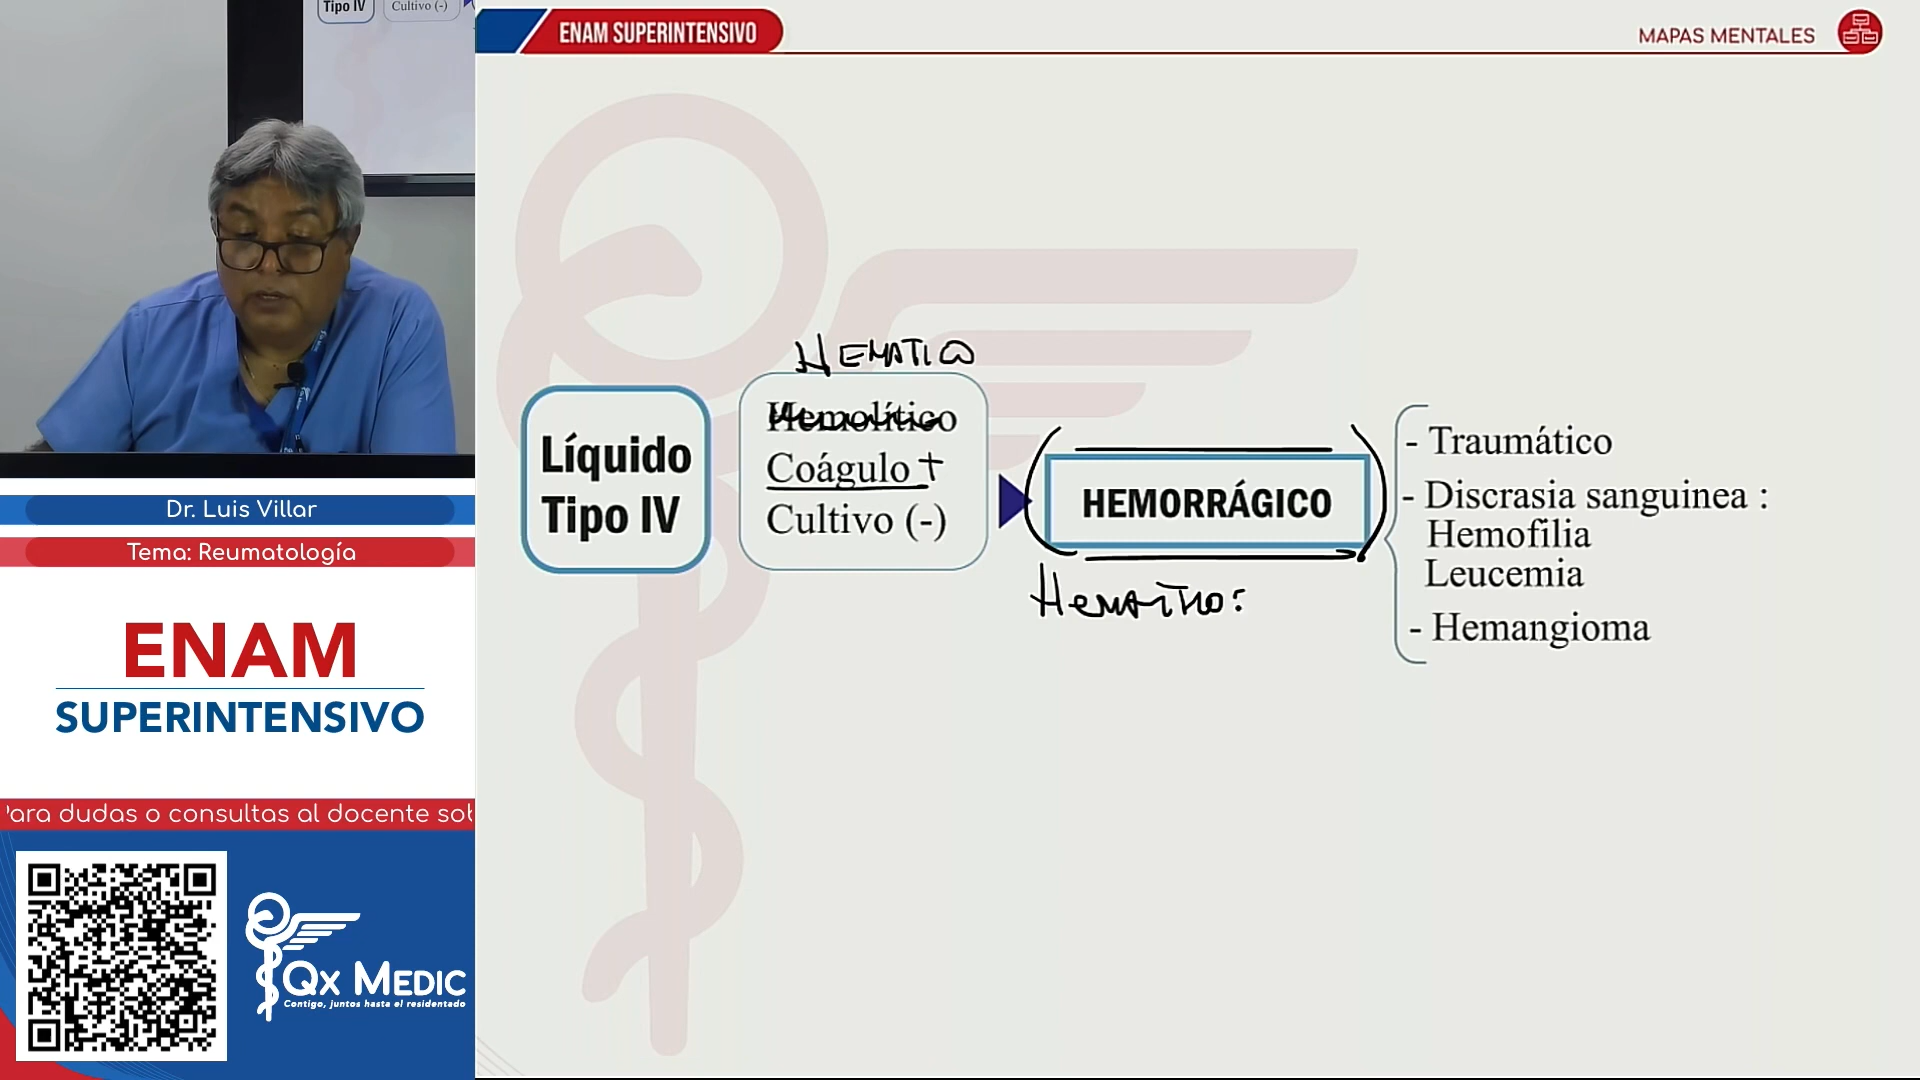 Tipo IV
Cultivo (-)
ENAM SUPERINTENSIVO
MAPAS MENTALES
HEMATICO
Líquido
Tipo IV
Hemolítico
Coágulo +
Cultivo (-)
HEMORRÁGICO
- Traumático
- Discrasia sanguinea :
Hemofilia
Leucemia
- Hemangioma
Dr. Luis Villar
Tema: Reumatología
ENAM
SUPERINTENSIVO
Para dudas o consultas al docente sob
Qx MEDIC
Contigo, juntos hasta el residentado